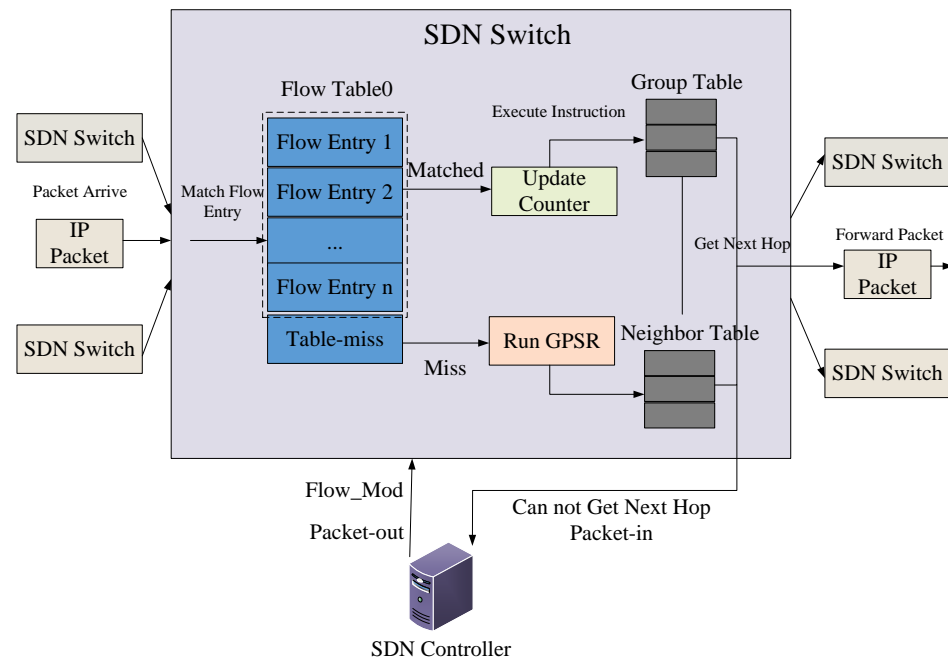 SDN Switch
Flow Table0
Group Table
Execute Instruction
SDN Switch
Flow Entry 1
Matched
Update
Counter
SDN Switch
Packet Arrive
Match Flow
Entry
Flow Entry 2
IP
Packet
...
Get Next Hop
Forward Packet
IP
Packet
Flow Entry n
SDN Switch
Table-miss
Miss
Run GPSR
Neighbor Table
SDN Switch
Flow_Mod
Packet-out
Can not Get Next Hop
Packet-in
SDN Controller